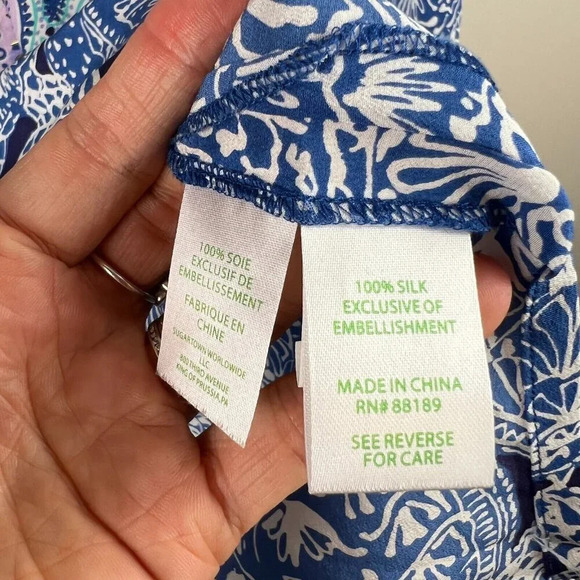 100% SOIE
EXCLUSIF DE
EMBELLISSEMENT
FABRIQUE EN
CHINE
SUGARTOWN WORLDWIDE
LLC.
800 THIRD AVENUE
KING OF PRUSSIA,PA
100% SILK
EXCLUSIVE OF
EMBELLISHMENT
MADE IN CHINA
RN# 88189
SEE REVERSE
FOR CARE